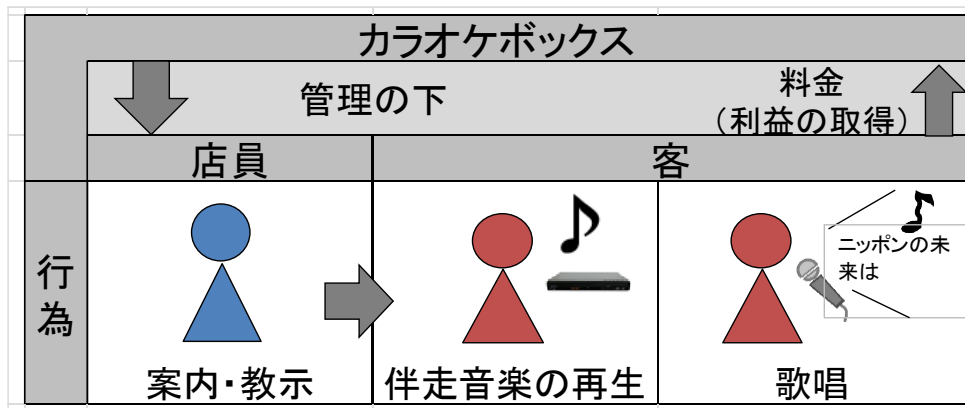 カラオケボックス
管理の下
料金
（利益の取得）
店員
客
行為
ニッポンの未
来は
案内・教示
伴走音楽の再生
歌唱